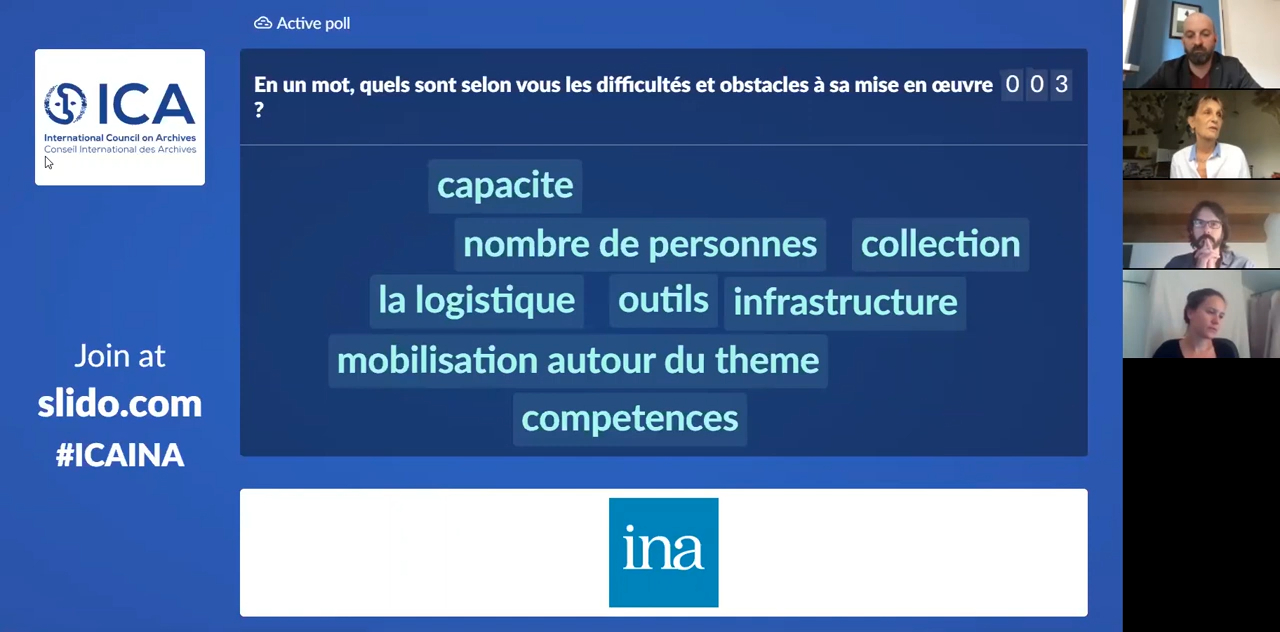 Active poll
ICA
International Council on Archives
Conseil International des Archives
En un mot, quels sont selon vous les difficultés et obstacles à sa mise en œuvre
?
0 0 3
capacite
nombre de personnes
collection
la logistique
outils
infrastructure
mobilisation autour du theme
competences
Join at
slido.com
#ICAINA
ina